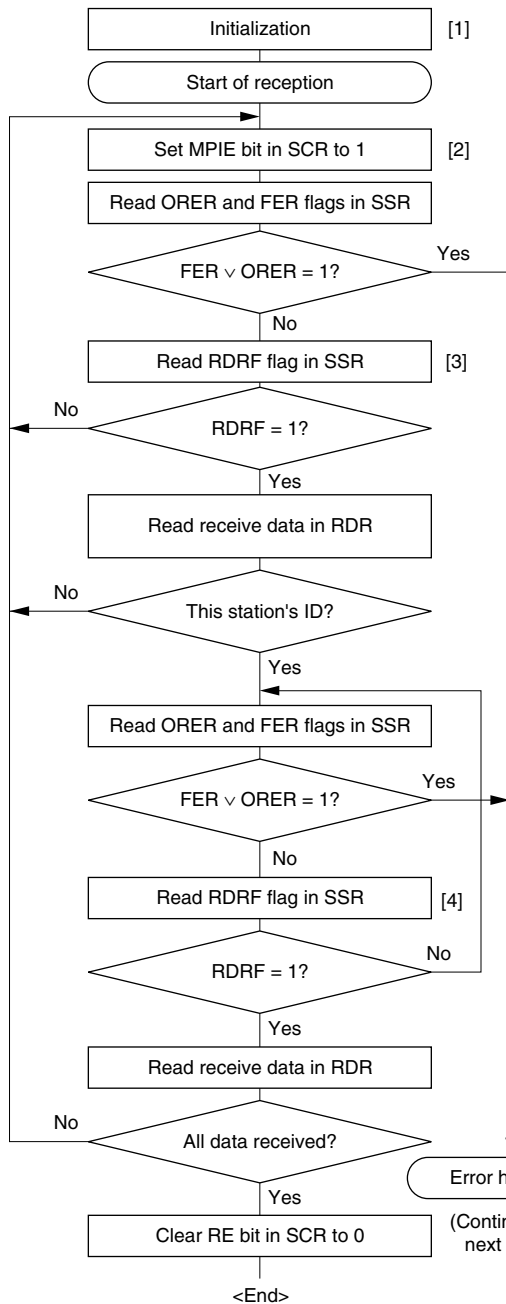 Initialization
[1]
Start of reception
Set MPIE bit in SCR to 1
[2]
Read ORER and FER flags in SSR
FER ∨ ORER = 1?
Yes
No
Read RDRF flag in SSR
[3]
No
RDRF = 1?
Yes
Read receive data in RDR
No
This station's ID?
Yes
Read ORER and FER flags in SSR
FER ∨ ORER = 1?
Yes
No
Read RDRF flag in SSR
[4]
RDRF = 1?
No
Yes
Read receive data in RDR
No
All data received?
Error
Yes
(Contin
Clear RE bit in SCR to 0
next
<End>